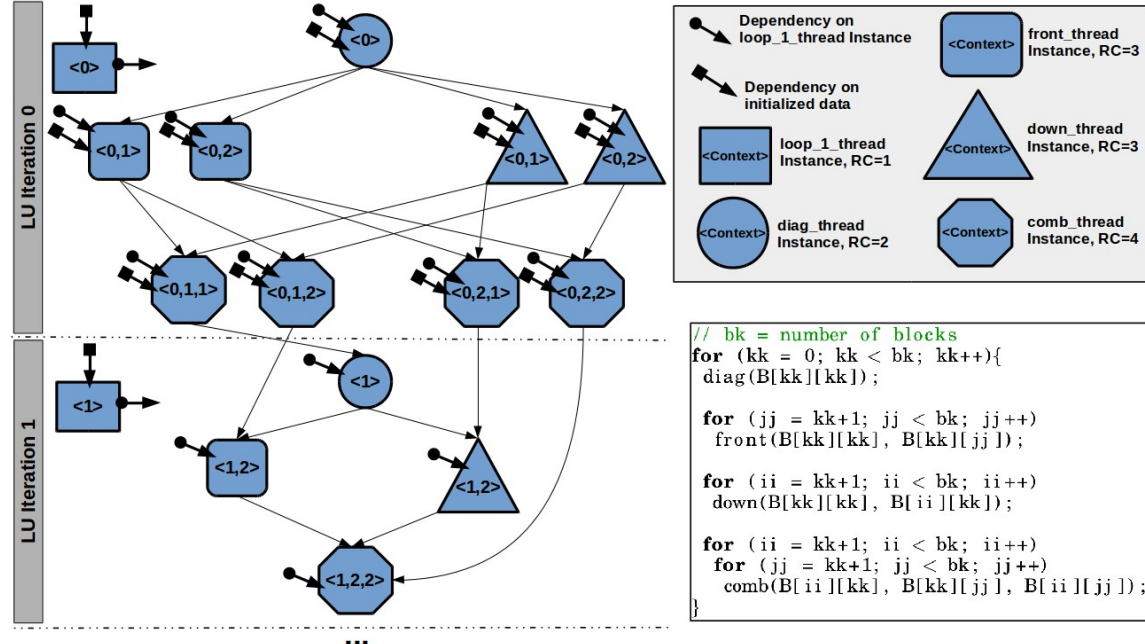 LU Iteration 0
<0>
<0>
<0,1>
<0,2>
<0,1>
<0,2>
<0,1,1>
<0,1,2>
<0,2,1>
<0,2,2>
LU Iteration 1
<1>
<1>
<1,2>
<1,2>
<1,2,2>
...
Dependency on
loop_1_thread Instance
Dependency on
initialized data
<Context>
loop_1_thread
Instance, RC=1
<Context>
diag_thread
Instance, RC=2
<Context>
front_thread
Instance, RC=3
<Context>
down_thread
Instance, RC=3
<Context>
comb_thread
Instance, RC=4
// bk = number of blocks
for (kk = 0; kk < bk; kk++){
diag(B[kk][kk]);
for (jj = kk+1; jj < bk; jj++)
front(B[kk][kk], B[kk][jj]);
for (ii = kk+1; ii < bk; ii++)
down(B[kk][kk], B[ii][kk]);
for (ii = kk+1; ii < bk; ii++)
for (jj = kk+1; jj < bk; jj++)
comb(B[ii][kk], B[kk][jj], B[ii][jj]);
}